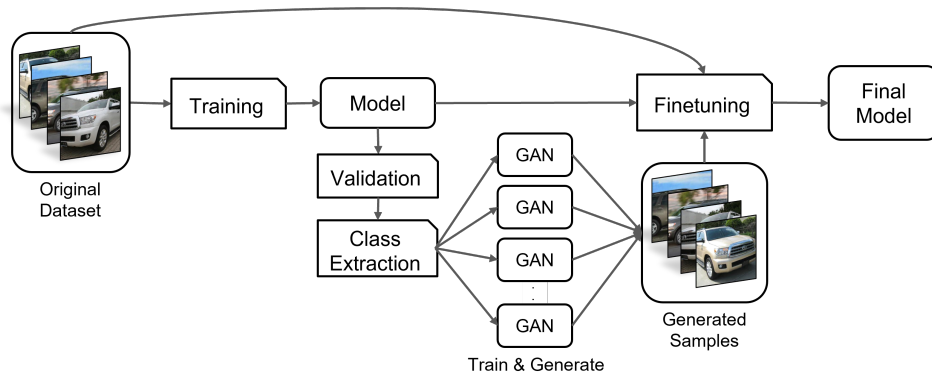 Original
Dataset
Training
Model
Validation
Class
Extraction
GAN
GAN
GAN
.
.
.
GAN
Train & Generate
Finetuning
Generated
Samples
Final
Model